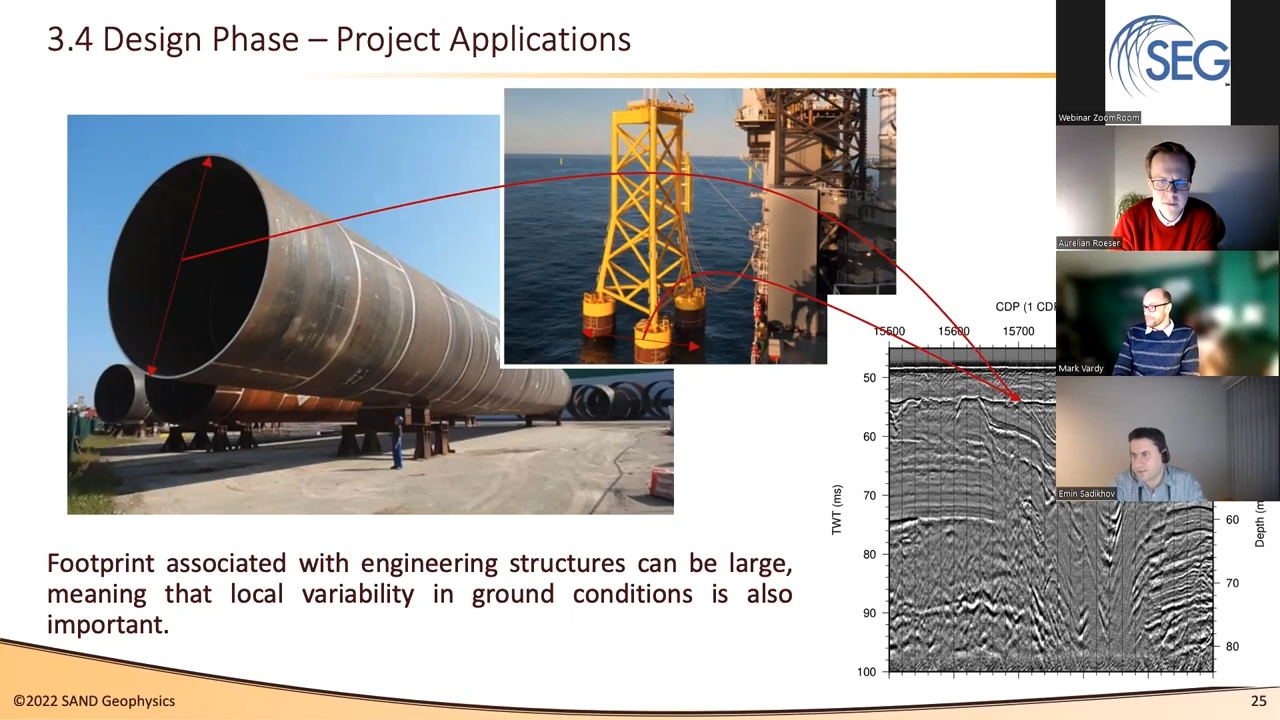 3.4 Design Phase – Project Applications
SEG
Webinar ZoomRoom
Aurelian Roeser
Mark Vardy
Emin Sadikhov
CDP (1 CDP
15500 15600 15700
50
60
70
80
90
100
TWT (ms)
60
70
80
Depth (m
Footprint associated with engineering structures can be large,
meaning that local variability in ground conditions is also
important.
©2022 SAND Geophysics
25